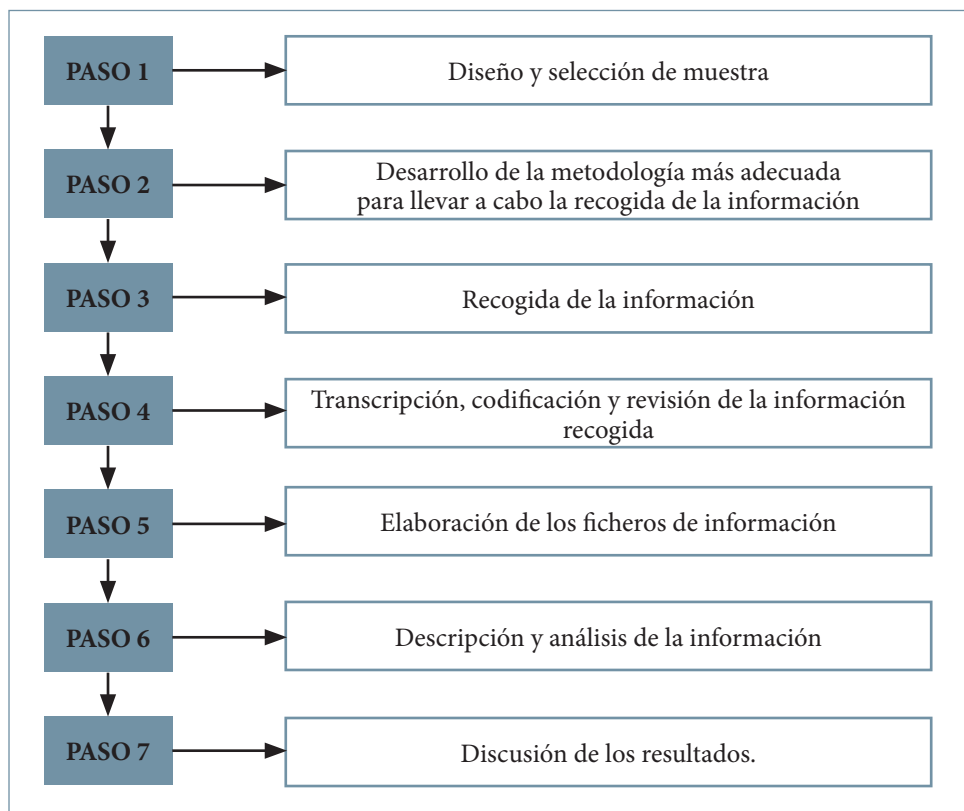 PASO 1
Diseño y selección de muestra
PASO 2
Desarrollo de la metodología más adecuada
para llevar a cabo la recogida de la información
PASO 3
Recogida de la información
PASO 4
Transcripción, codificación y revisión de la información
recogida
PASO 5
Elaboración de los ficheros de información
PASO 6
Descripción y análisis de la información
PASO 7
Discusión de los resultados.